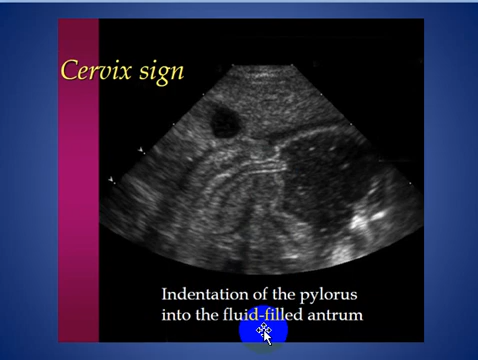 Cervix sign
Indentation of the pylorus
into the fluid-filled antrum